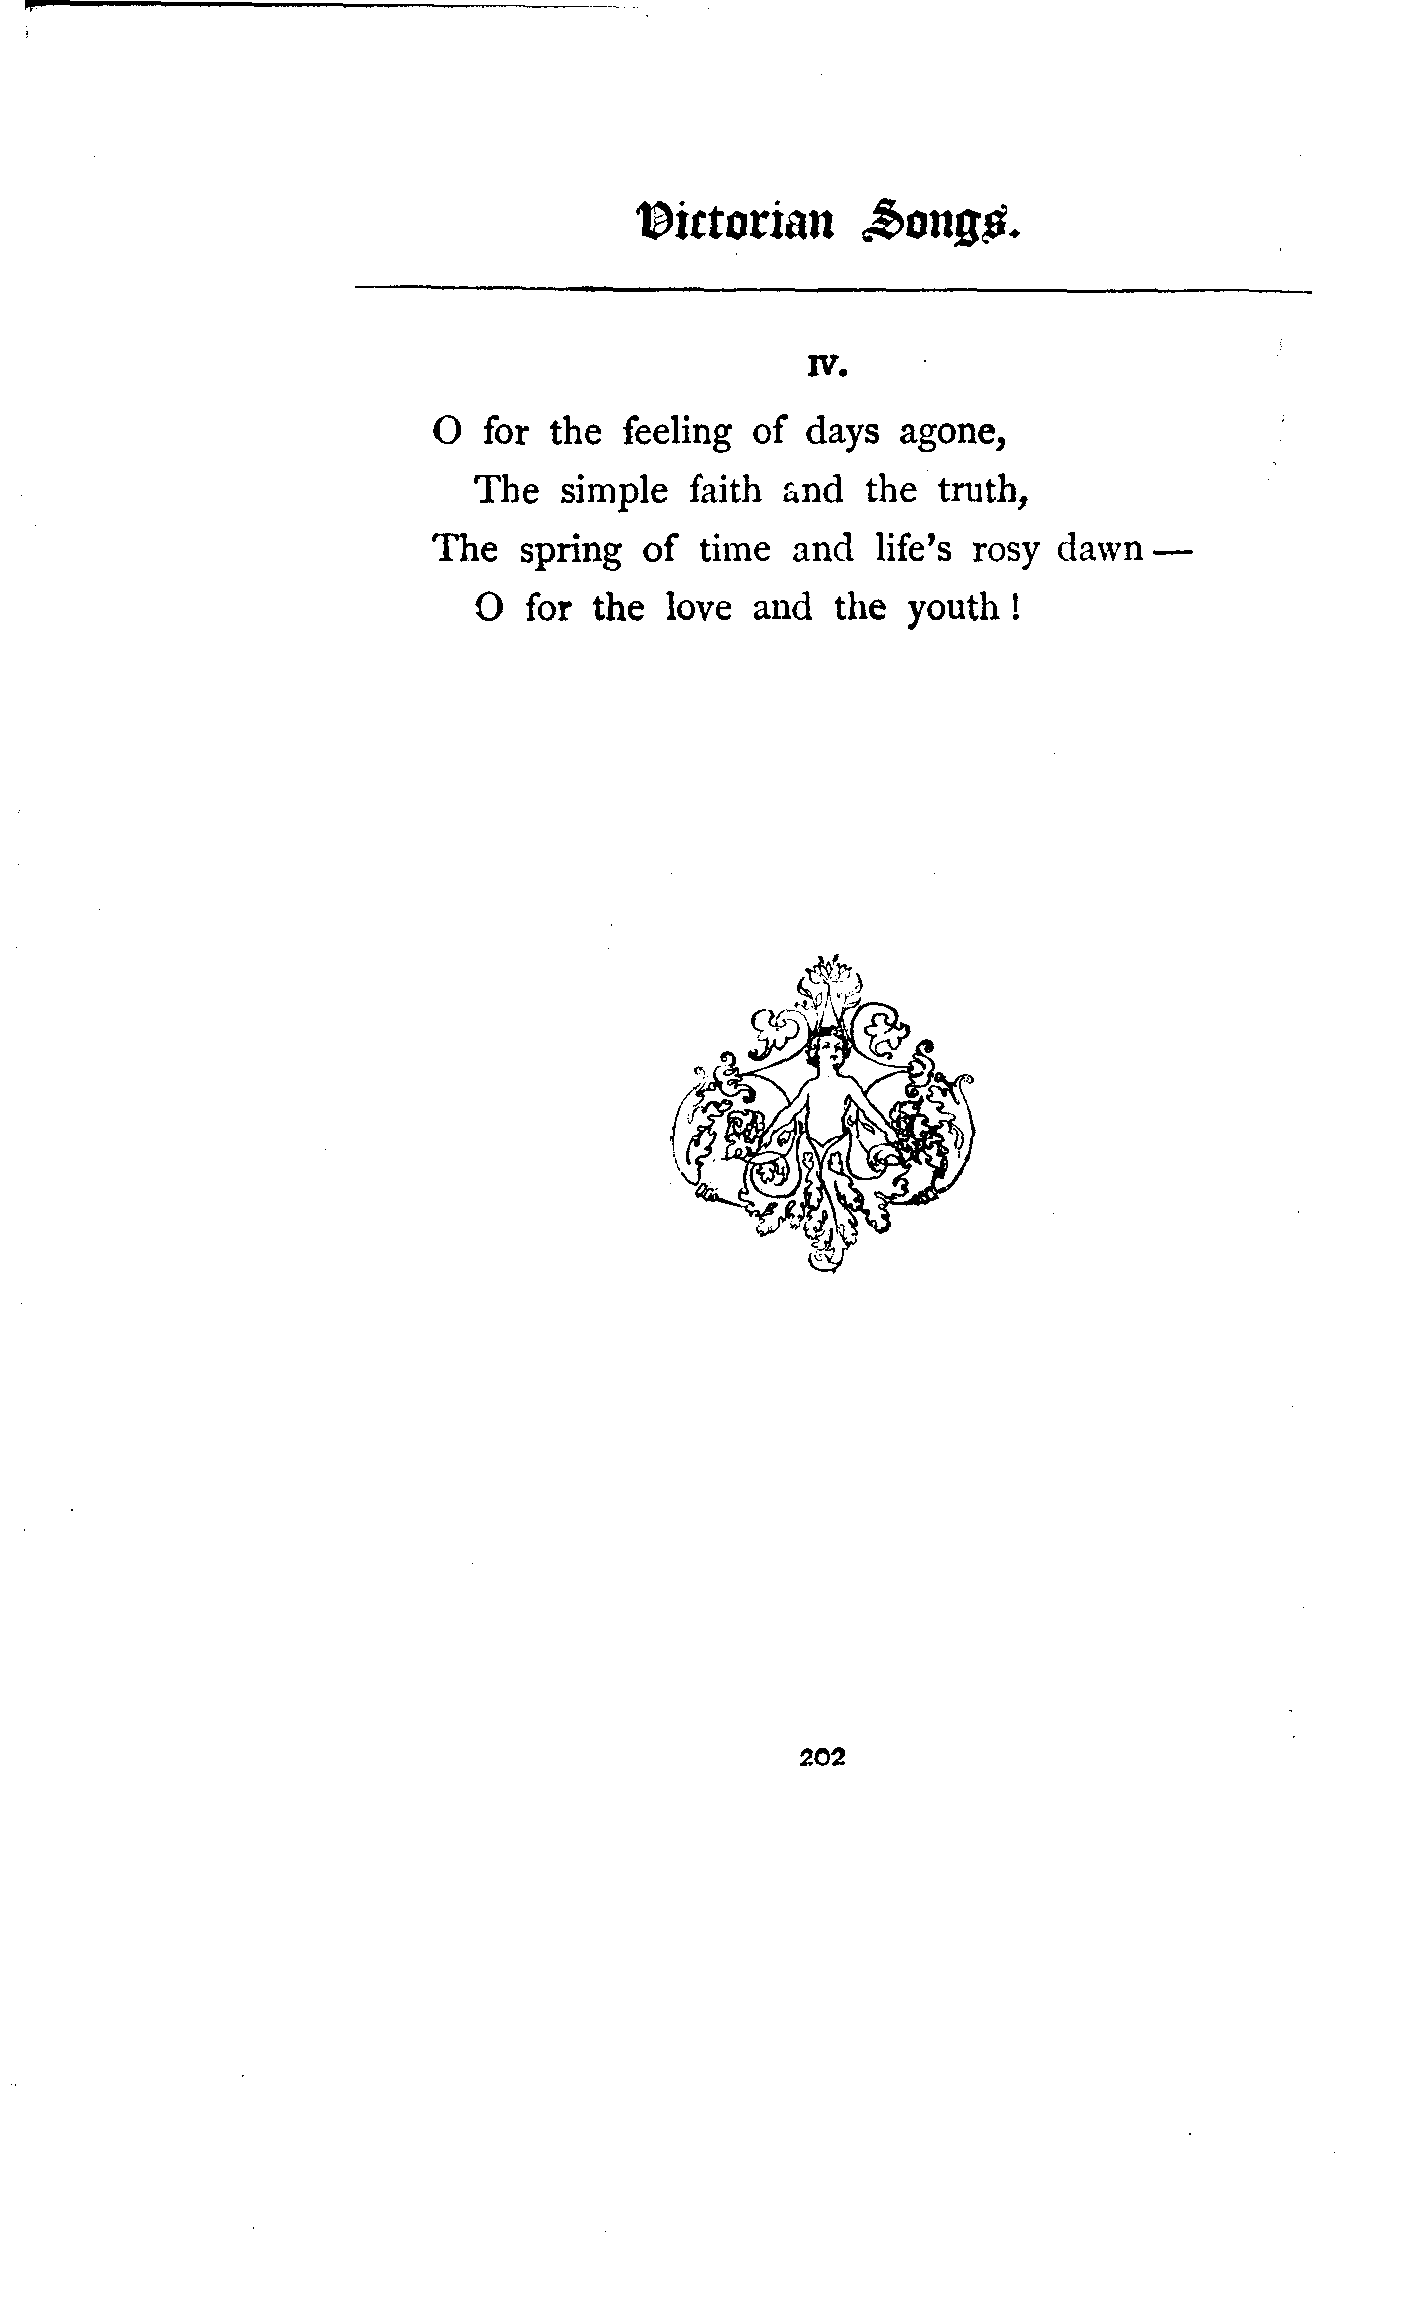 Victorian Songs.
IV.
O for the feeling of days agone,
The simple faith and the truth,
The spring of time and life's rosy dawn —
O for the love and the youth!
202